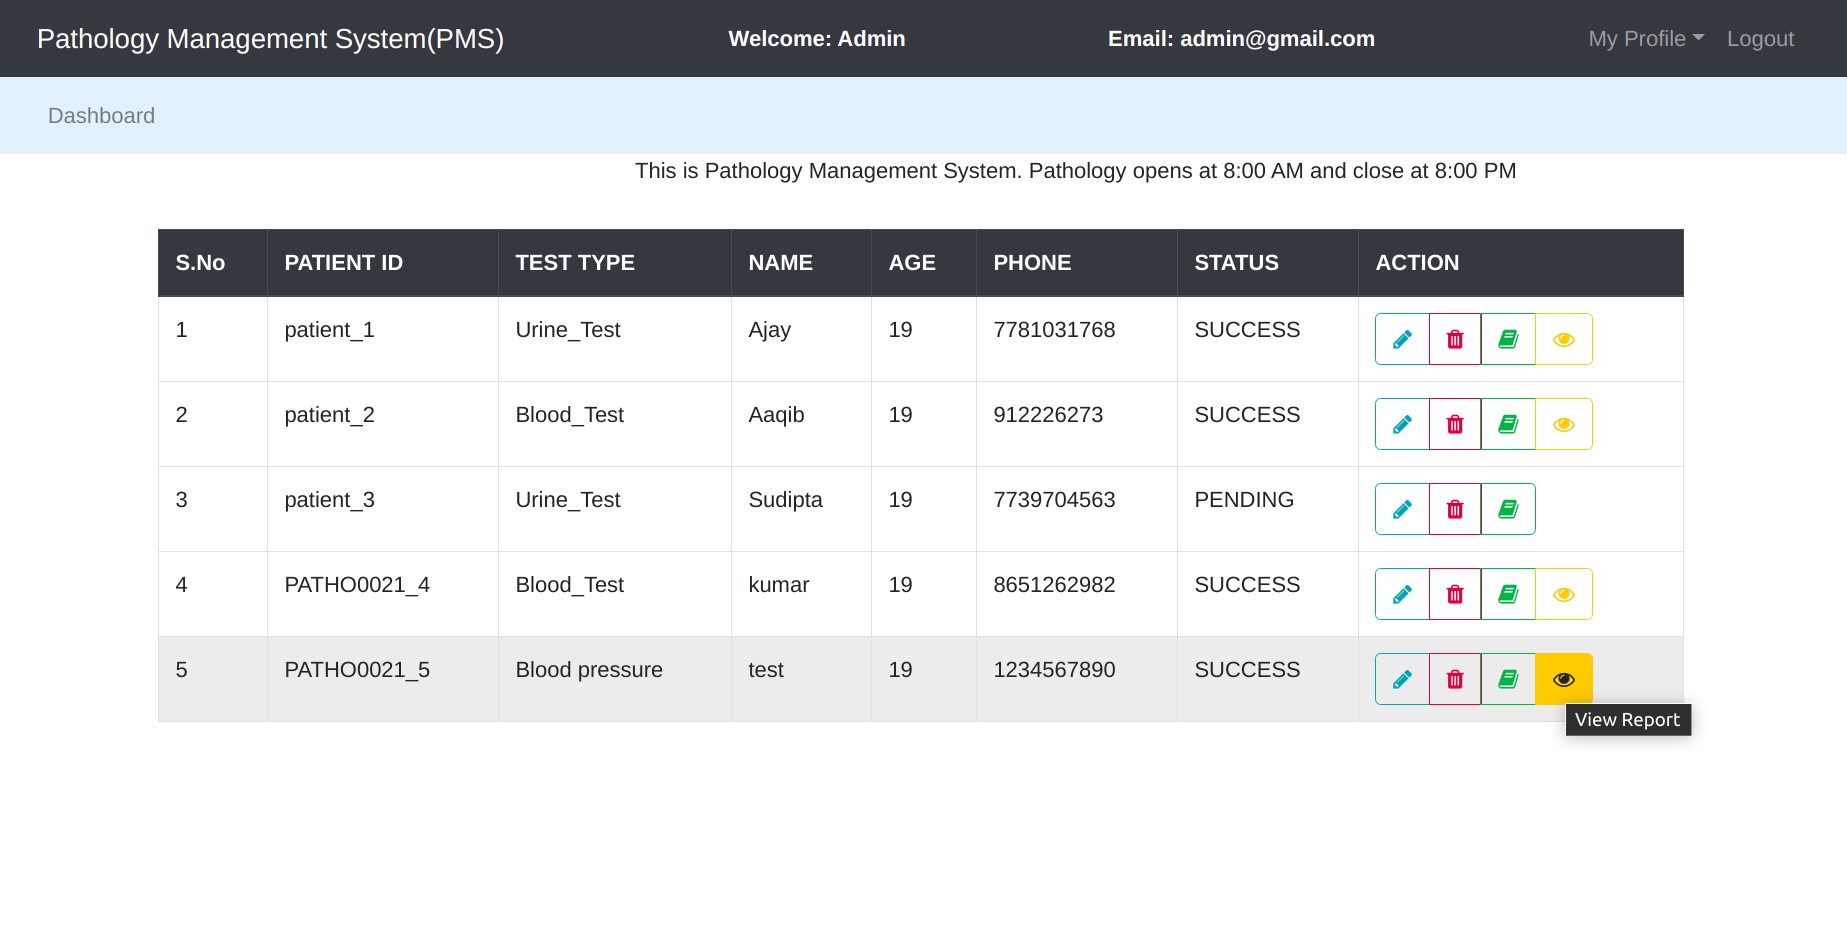 Pathology Management System(PMS) Welcome: Admin Email: admin@gmail.com My Profile Logout
Dashboard
This is Pathology Management System. Pathology opens at 8:00 AM and close at 8:00 PM
S.No PATIENT ID TEST TYPE NAME AGE PHONE STATUS ACTION
1 patient_1 Urine_Test Ajay 19 7781031768 SUCCESS
2 patient_2 Blood_Test Aaqib 19 912226273 SUCCESS
3 patient_3 Urine_Test Sudipta 19 7739704563 PENDING
4 PATHO0021_4 Blood_Test kumar 19 8651262982 SUCCESS
5 PATHO0021_5 Blood pressure test 19 1234567890 SUCCESS
View Report